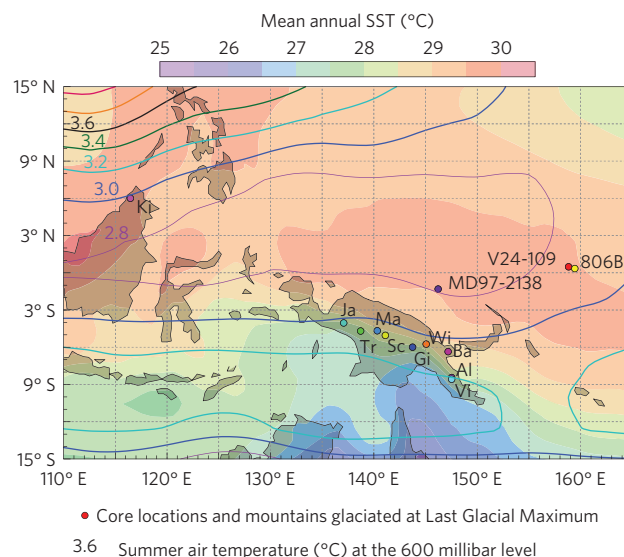 Mean annual SST (°C)
25 26 27 28 29 30
15° N
3.6
3.4
9° N
3.2
3.0
Ki
2.8
3° N
V24-109 806B
MD97-2138
3° S
Ja Ma
Wi
Tr Sc Gi Ba
Al
9° S
Vi
15° S
110° E 120° E 130° E 140° E 150° E 160° E
Core locations and mountains glaciated at Last Glacial Maximum
3.6 Summer air temperature (°C) at the 600 millibar level